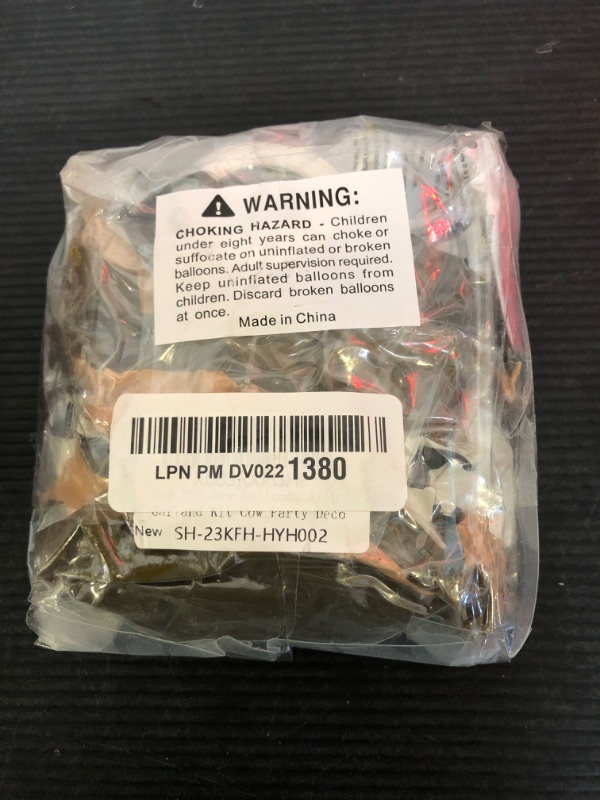 WARNING:
CHOKING HAZARD - Children
under eight years can choke or
suffocate on uninflated or broken
balloons. Adult supervision required.
Keep uninflated balloons from
children. Discard broken balloons
at once.
Made in China
LPN PM DV022 1380
Garland Kit Cow Party Deco
New SH-23KFH-HYH002